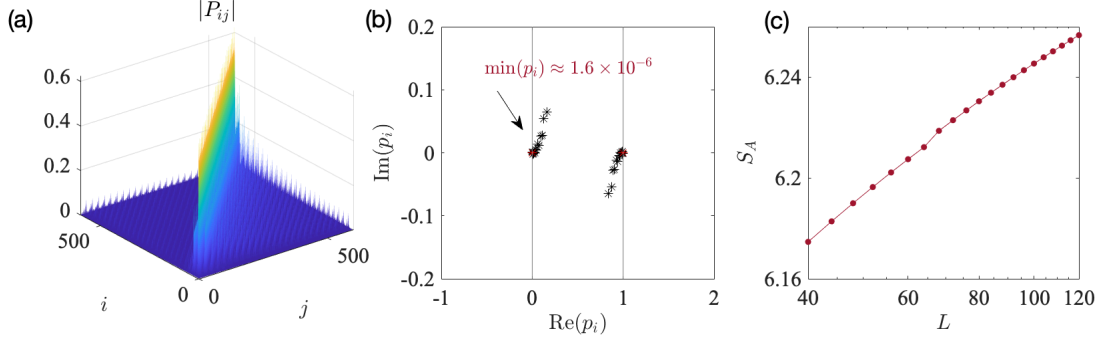 (a)
|P_{ij}|
0.6
0.4
0.2
0
500
0
0
500
i
j
(b)
0.2
0.1
0
-0.1
-0.2
-1
0
1
2
Im(p_i)
Re(p_i)
min(p_i) ≈ 1.6 × 10^{-6}
(c)
6.24
6.2
6.16
40
60
80
100
120
S_A
L